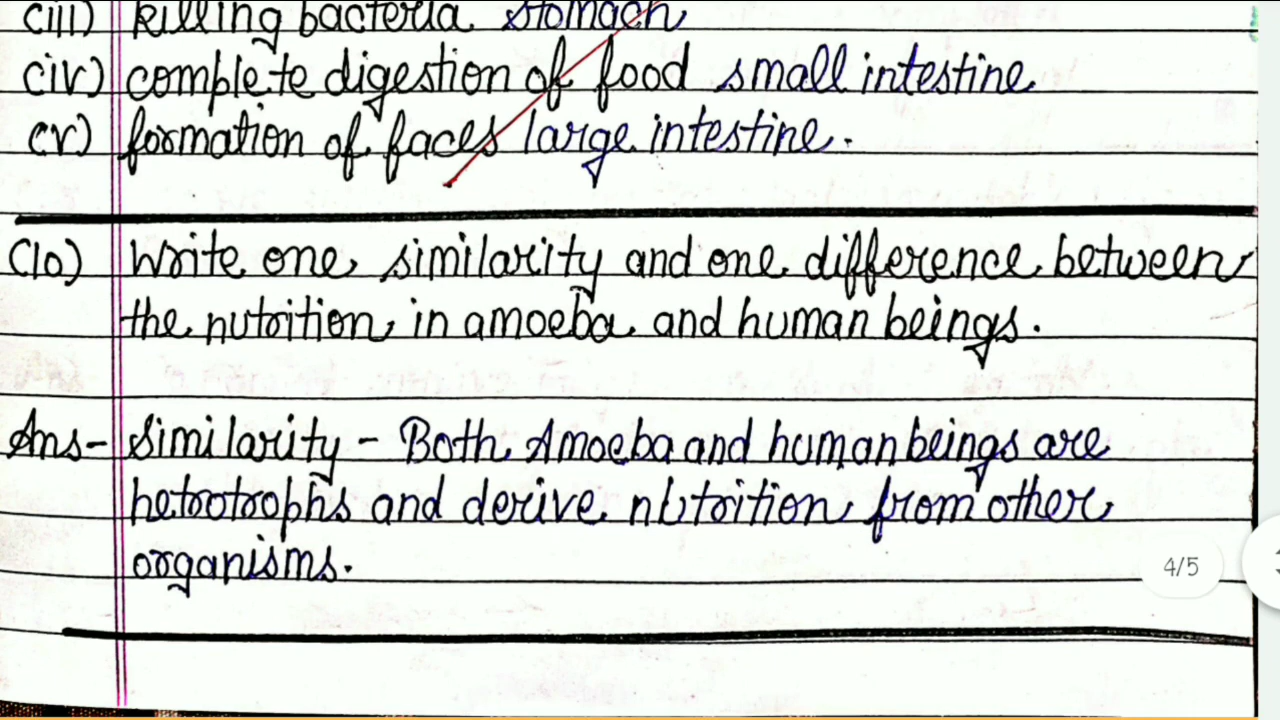 (iii) killing bacteria stomach
(iv) complete digestion of food small intestine
(v) formation of faces large intestine.
(10) Write one similarity and one difference between
the nutrition in amoeba and human beings.
Ans- Similarity - Both Amoeba and human beings are
hetrotrophs and derive nutrition from other
organisms.
4/5